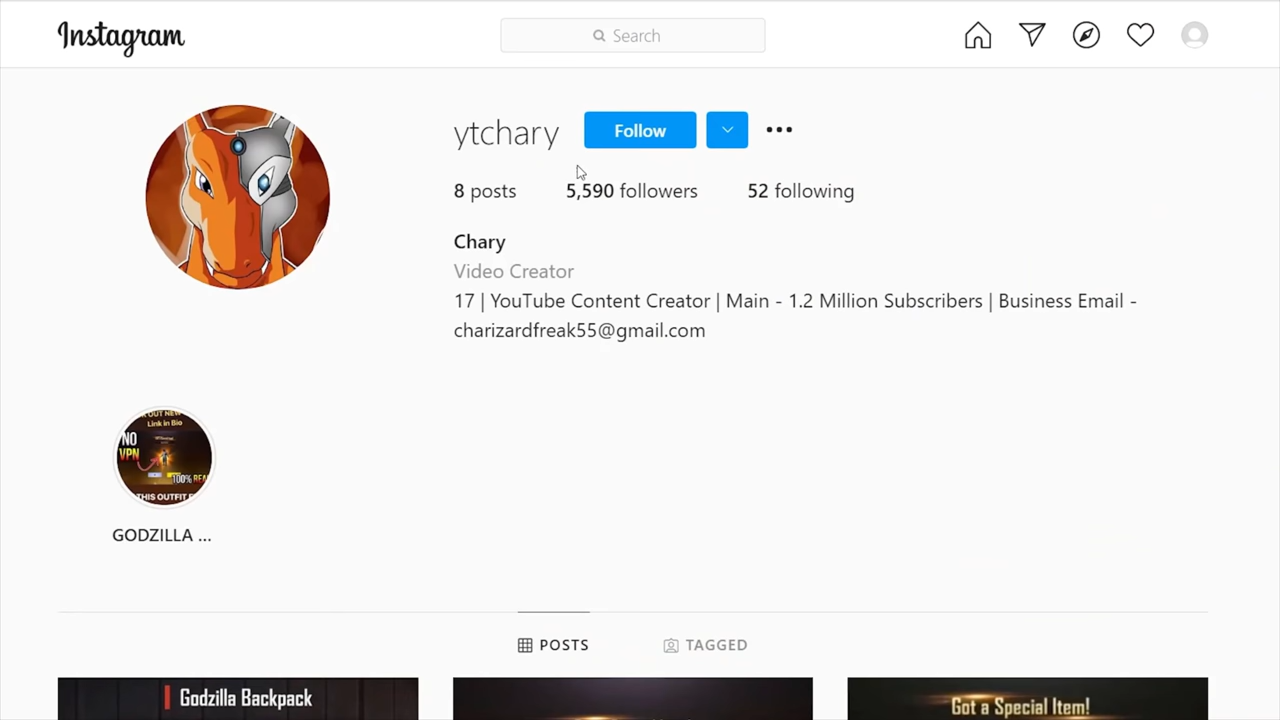 Instagram
Search
ytchary
Follow
8 posts 5,590 followers 52 following
Chary
Video Creator
17 | YouTube Content Creator | Main - 1.2 Million Subscribers | Business Email -
charizardfreak55@gmail.com
Link in Bio
NO
VPN
100% REA
THIS OUTFIT F
GODZILLA ...
POSTS TAGGED
Godzilla Backpack
Got a Special Item!